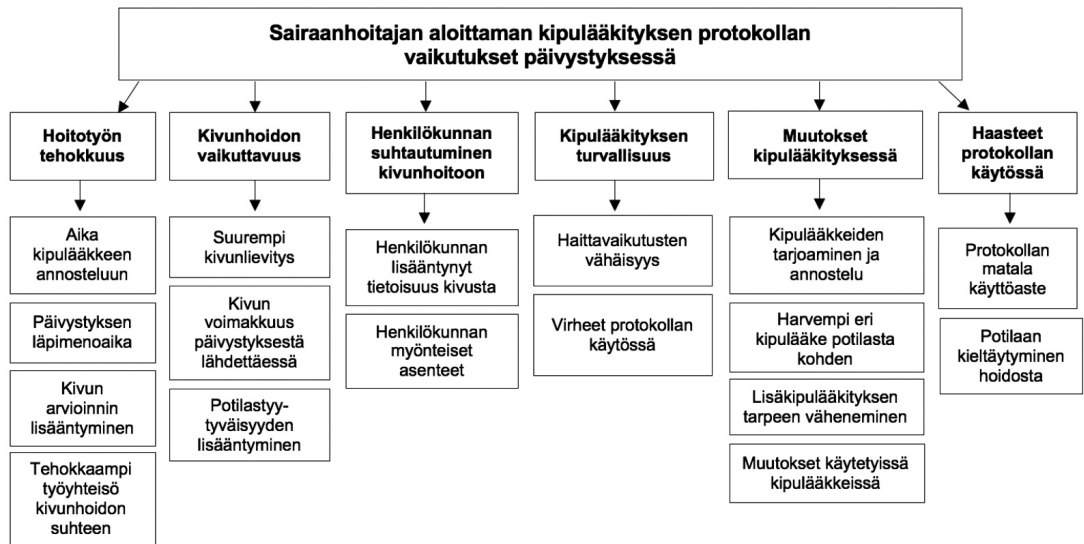 Sairaanhoitajan aloittaman kipulääkityksen protokollan
vaikutukset päivystyksessä
Hoitotyön
tehokkuus
Aika
kipulääkkeen
annosteluun
Päivystyksen
läpimenoaika
Kivun
arvioinnin
lisääntyminen
Tehokkaampi
työyhteisö
kivunhoidon
suhteen
Kivunhoidon
vaikuttavuus
Suurempi
kivunlievitys
Kivun
voimakkuus
päivystyksestä
lähdettäessä
Potilastyy-
tyväisyyden
lisääntyminen
Henkilökunnan
suhtautuminen
kivunhoitoon
Henkilökunnan
lisääntynyt
tietoisuus kivusta
Henkilökunnan
myönteiset
asenteet
Kipulääkityksen
turvallisuus
Haittavaikutusten
vähäisyys
Virheet protokollan
käytössä
Muutokset
kipulääkityksessä
Kipulääkkeiden
tarjoaminen ja
annostelu
Harvempi eri
kipulääke potilasta
kohden
Lisäkipulääkityksen
tarpeen väheneminen
Muutokset käytetyissä
kipulääkkeissä
Haasteet
protokollan
käytössä
Protokollan
matala
käyttöaste
Potilaan
kieltäytyminen
hoidosta